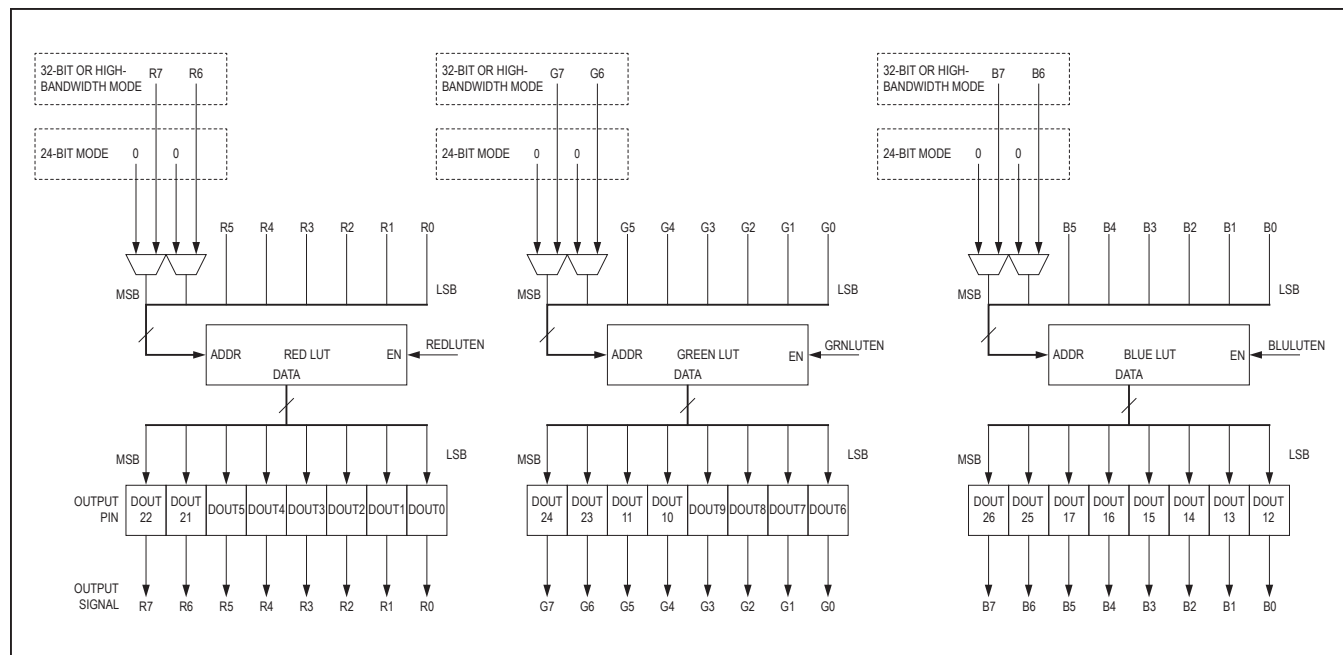 32-BIT OR HIGH-
BANDWIDTH MODE
R7 R6
32-BIT OR HIGH-
BANDWIDTH MODE
G7 G6
32-BIT OR HIGH-
BANDWIDTH MODE
B7 B6
24-BIT MODE 0 0
24-BIT MODE 0 0
24-BIT MODE 0 0
R5 R4 R3 R2 R1 R0
G5 G4 G3 G2 G1 G0
B5 B4 B3 B2 B1 B0
MSB LSB
MSB LSB
MSB LSB
ADDR RED LUT EN REDLUTEN
DATA
ADDR GREEN LUT EN GRNLUTEN
DATA
ADDR BLUE LUT EN BLULUTEN
DATA
MSB LSB
MSB LSB
MSB LSB
OUTPUT
PIN
DOUT
22
DOUT
21
DOUT5 DOUT4 DOUT3 DOUT2 DOUT1 DOUT0
DOUT
24
DOUT
23
DOUT
11
DOUT
10
DOUT9 DOUT8 DOUT7 DOUT6
DOUT
26
DOUT
25
DOUT
17
DOUT
16
DOUT
15
DOUT
14
DOUT
13
DOUT
12
OUTPUT
SIGNAL
R7 R6 R5 R4 R3 R2 R1 R0
G7 G6 G5 G4 G3 G2 G1 G0
B7 B6 B5 B4 B3 B2 B1 B0